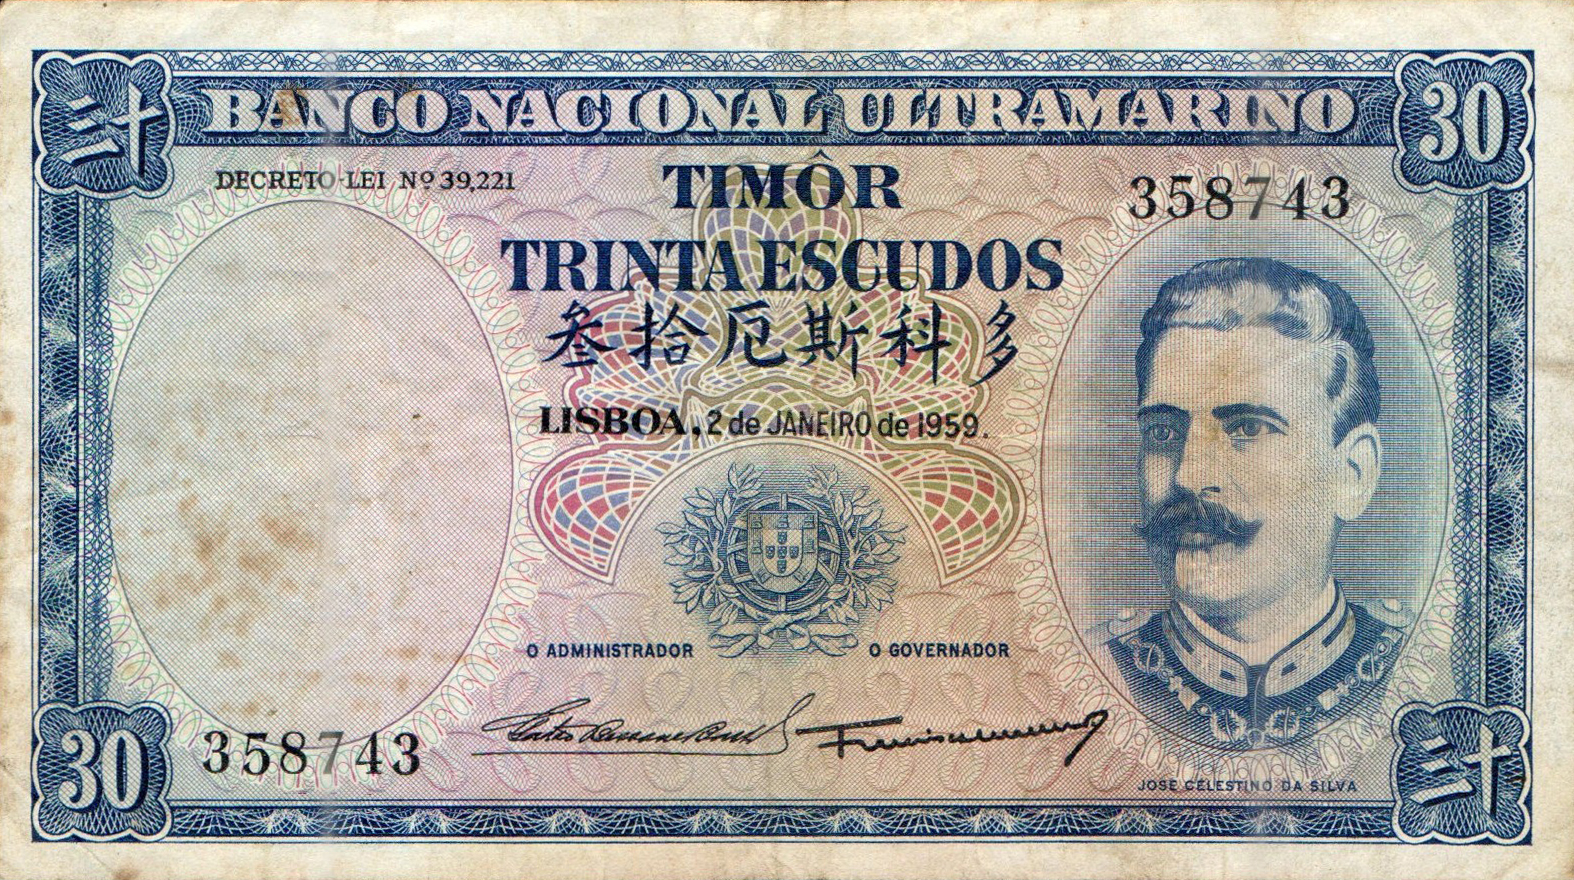 三十
BANCO NACIONAL ULTRAMARINO
30
DECRETO-LEI Nº 39,221
TIMÔR
358743
TRINTA ESCUDOS
叁拾厄斯科多
LISBOA, 2 de JANEIRO de 1959.
O ADMINISTRADOR
O GOVERNADOR
30
358743
JOSÉ CELESTINO DA SILVA
三十